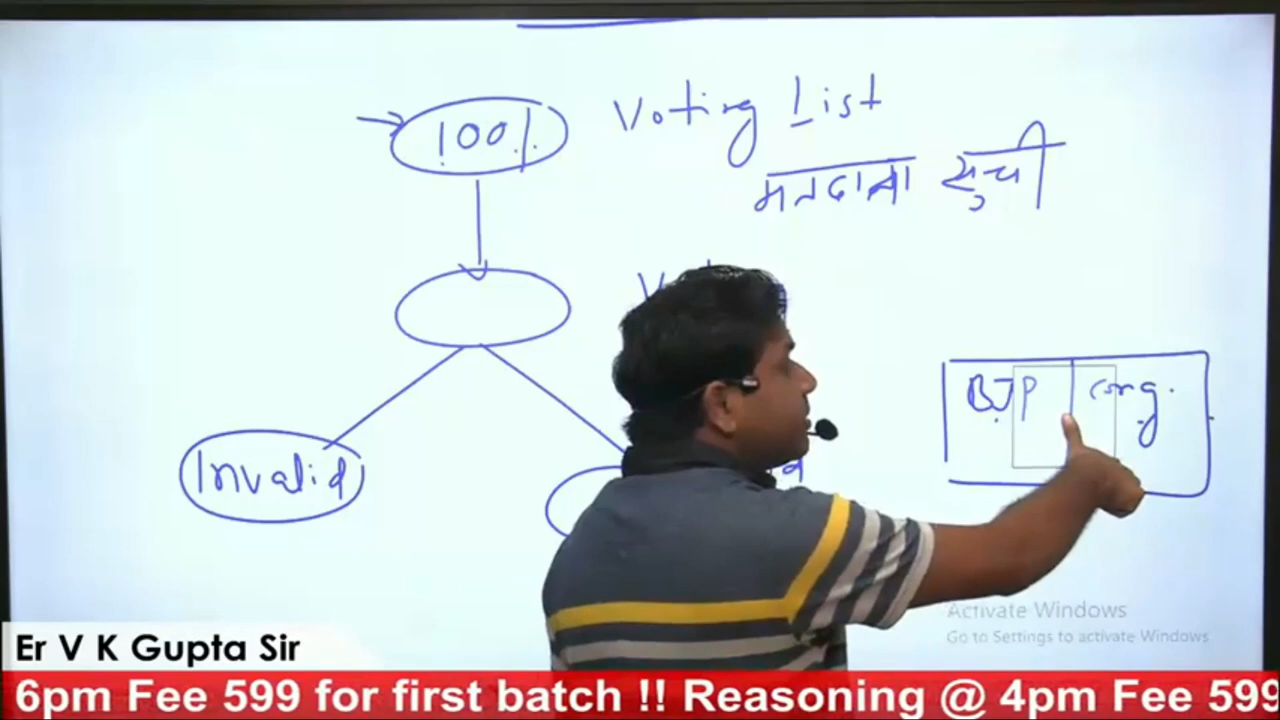 100%
Voting List
मतदाता सूची
BJP
cong.
Invalid
Activate Windows
Go to Settings to activate Windows
Er V K Gupta Sir
6pm Fee 599 for first batch !! Reasoning @ 4pm Fee 599